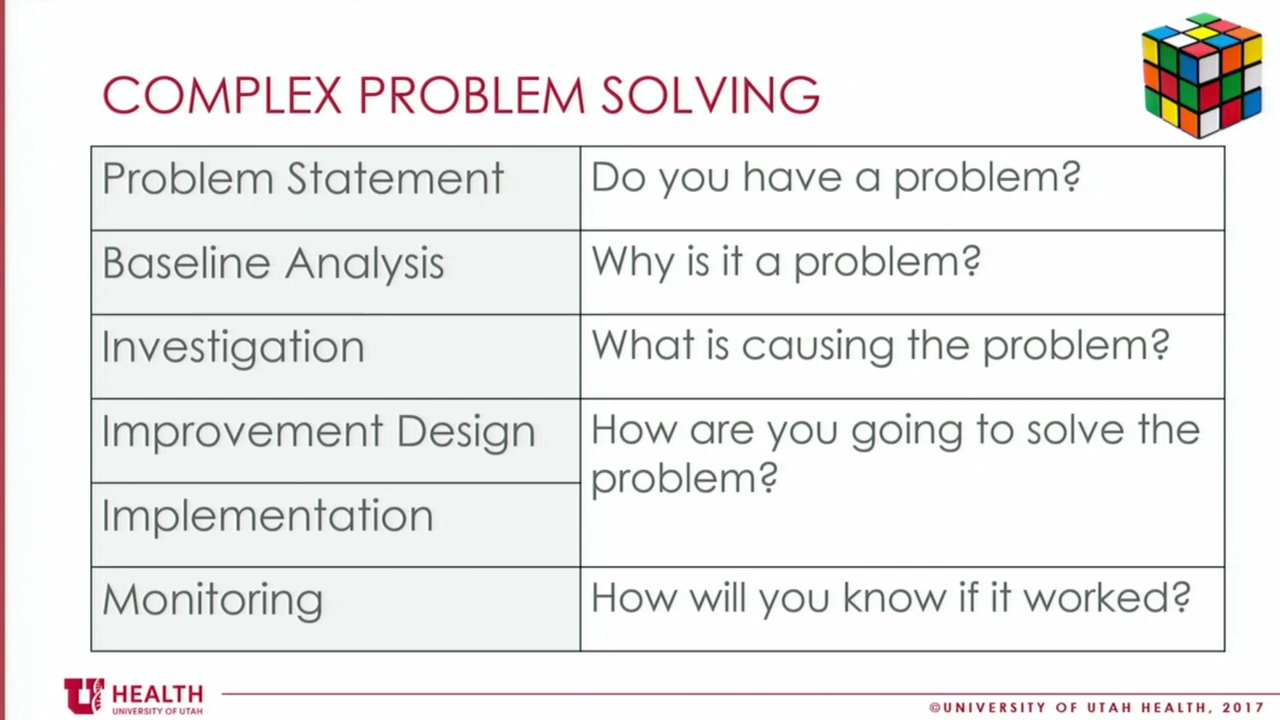 COMPLEX PROBLEM SOLVING
Problem Statement
Do you have a problem?
Baseline Analysis
Why is it a problem?
Investigation
What is causing the problem?
Improvement Design
How are you going to solve the
problem?
Implementation
Monitoring
How will you know if it worked?
U HEALTH
UNIVERSITY OF UTAH
©UNIVERSITY OF UTAH HEALTH, 2017